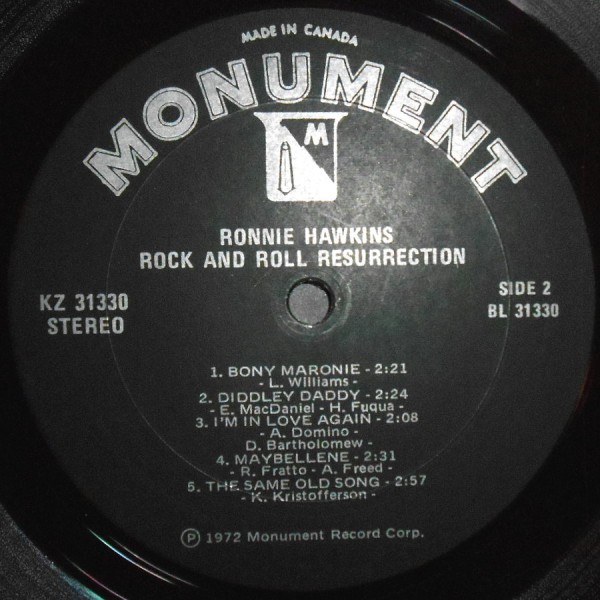 MADE IN CANADA
MONUMENT
M
RONNIE HAWKINS
ROCK AND ROLL RESURRECTION
KZ 31330
STEREO
SIDE 2
BL 31330
1. BONY MARONIE - 2:21
- L. Williams -
2. DIDDLEY DADDY - 2:24
- E. MacDaniel - H. Fuqua -
3. I'M IN LOVE AGAIN - 2:08
- A. Domino -
D. Bartholomew -
4. MAYBELLENE - 2:31
- R. Fratto - A. Freed -
5. THE SAME OLD SONG - 2:57
- K. Kristofferson -
Ⓟ 1972 Monument Record Corp.